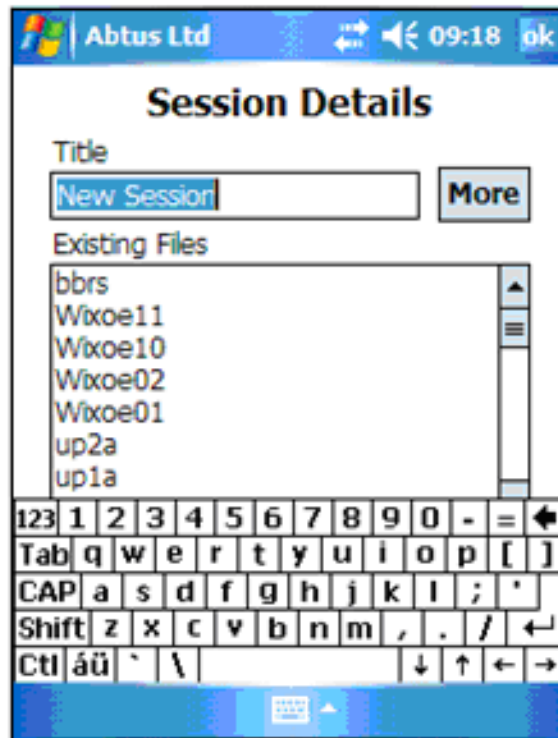 Abtus Ltd 09:18 ok
Session Details
Title
New Session More
Existing Files
bbrs
Wixoe11
Wixoe10
Wixoe02
Wixoe01
up2a
up1a
123 1 2 3 4 5 6 7 8 9 0 - = 🡄
Tab q w e r t y u i o p [ ]
CAP a s d f g h j k l ; '
Shift z x c v b n m , . / ↵
Ctl áü ` \ ↓ ↑ ← →